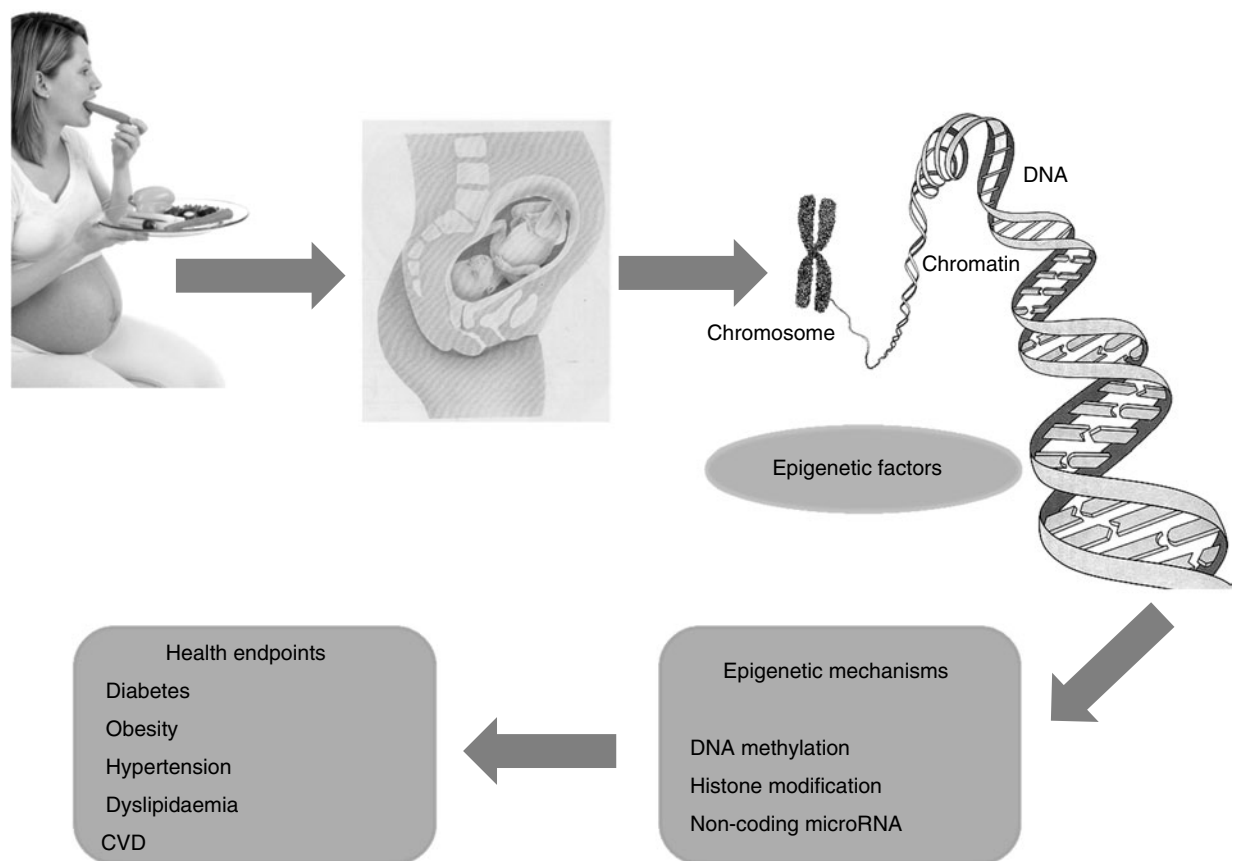 DNA
Chromatin
Chromosome
Epigenetic factors
Health endpoints
Diabetes
Obesity
Hypertension
Dyslipidaemia
CVD
Epigenetic mechanisms
DNA methylation
Histone modification
Non-coding microRNA